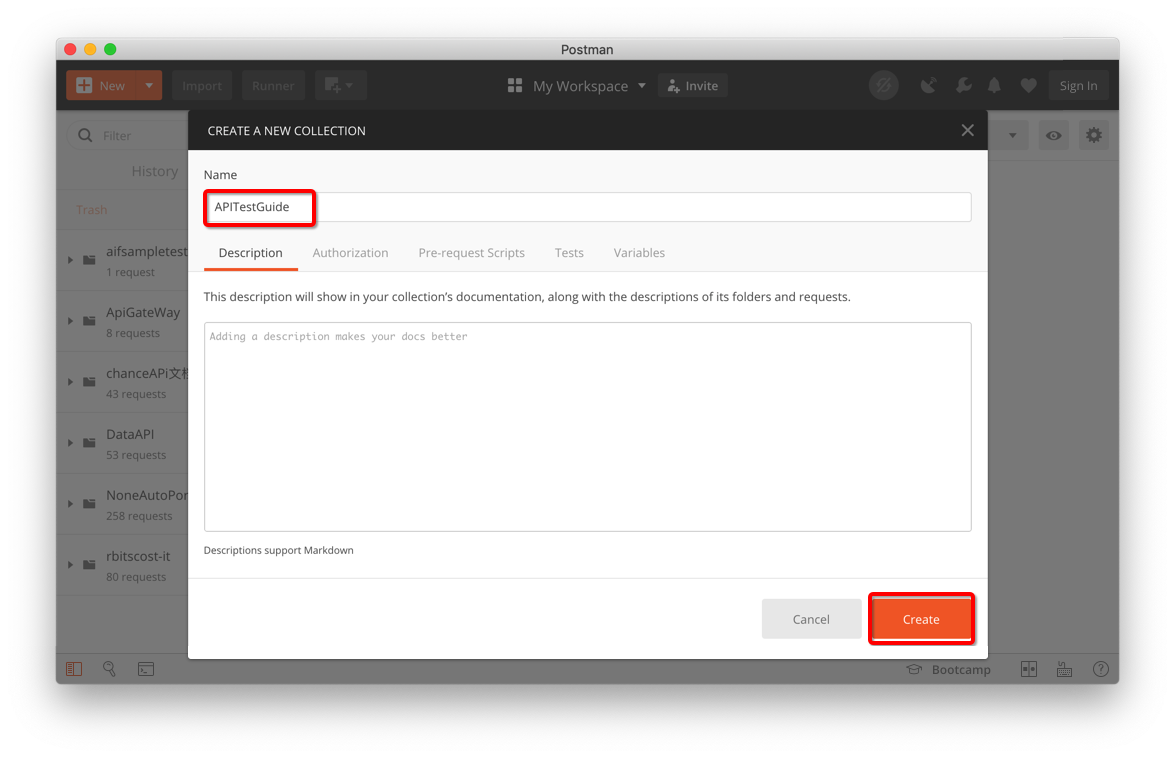 Postman
New
Import
Runner
My Workspace
Invite
Sign In
Filter
CREATE A NEW COLLECTION
History
Name
Trash
APITestGuide
Description
Authorization
Pre-request Scripts
Tests
Variables
aifsampletest
1 request
This description will show in your collection’s documentation, along with the descriptions of its folders and requests.
Adding a description makes your docs better
ApiGateWay
8 requests
chanceAPi文
43 requests
DataAPI
53 requests
NoneAutoPor
258 requests
Descriptions support Markdown
rbitscost-it
80 requests
Cancel
Create
Bootcamp